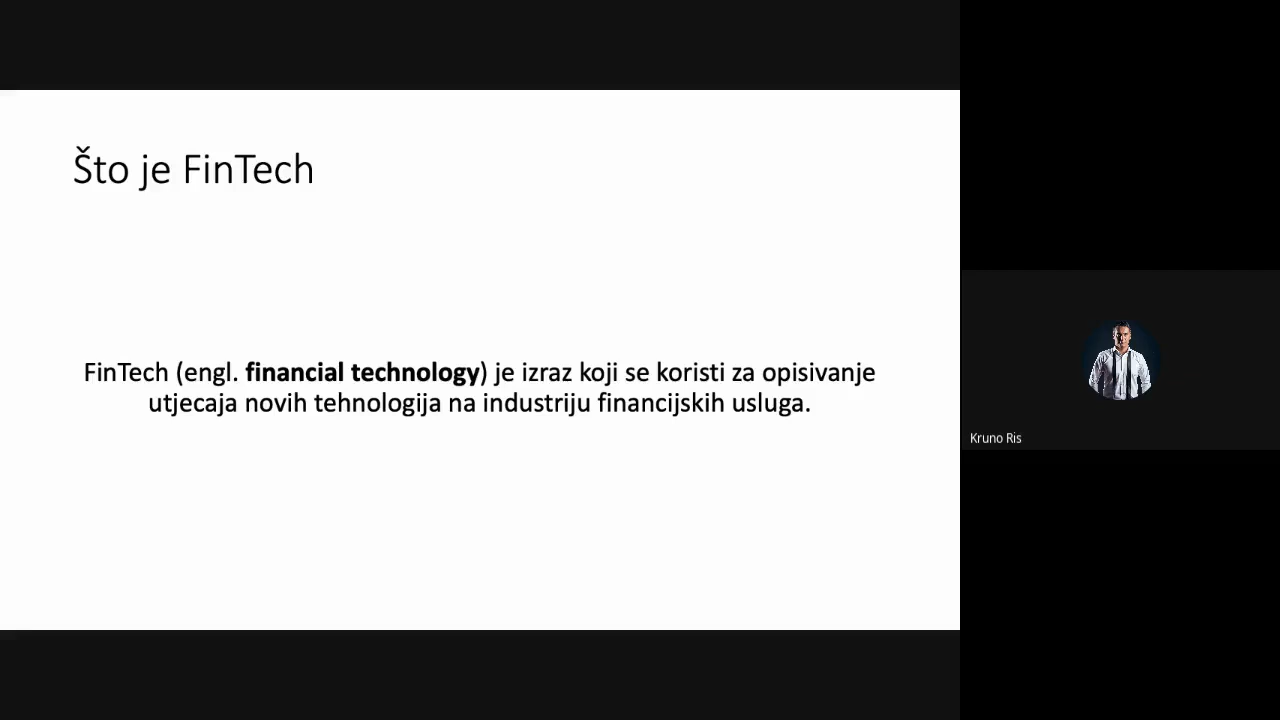 Što je FinTech
FinTech (engl. financial technology) je izraz koji se koristi za opisivanje
utjecaja novih tehnologija na industriju financijskih usluga.
Kruno Ris